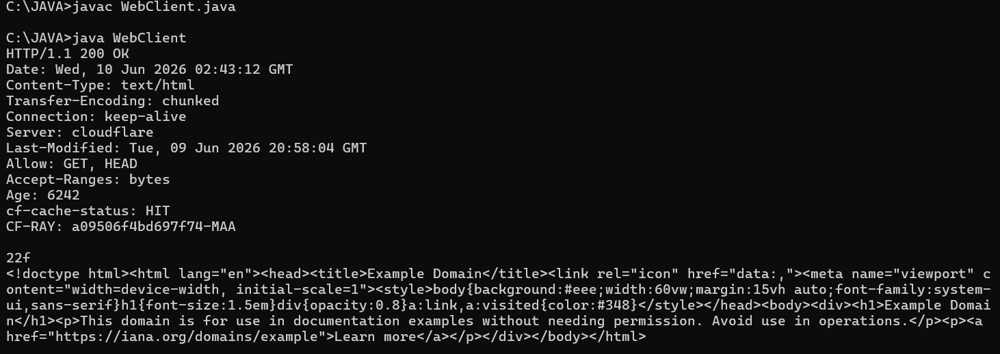 C:\JAVA>javac WebClient.java
C:\JAVA>java WebClient
HTTP/1.1 200 OK
Date: Wed, 10 Jun 2026 02:43:12 GMT
Content-Type: text/html
Transfer-Encoding: chunked
Connection: keep-alive
Server: cloudflare
Last-Modified: Tue, 09 Jun 2026 20:58:04 GMT
Allow: GET, HEAD
Accept-Ranges: bytes
Age: 6242
cf-cache-status: HIT
CF-RAY: a09506f4bd697f74-MAA
22f
<!doctype html><html lang="en"><head><title>Example Domain</title><link rel="icon" href="data:,"><meta name="viewport" c
ontent="width=device-width, initial-scale=1"><style>body{background:#eee;width:60vw;margin:15vh auto;font-family:system-
ui,sans-serif}h1{font-size:1.5em}div{opacity:0.8}a:link,a:visited{color:#348}</style></head><body><div><h1>Example Domai
n</h1><p>This domain is for use in documentation examples without needing permission. Avoid use in operations.</p><p><a
href="https://iana.org/domains/example">Learn more</a></p></div></body></html>